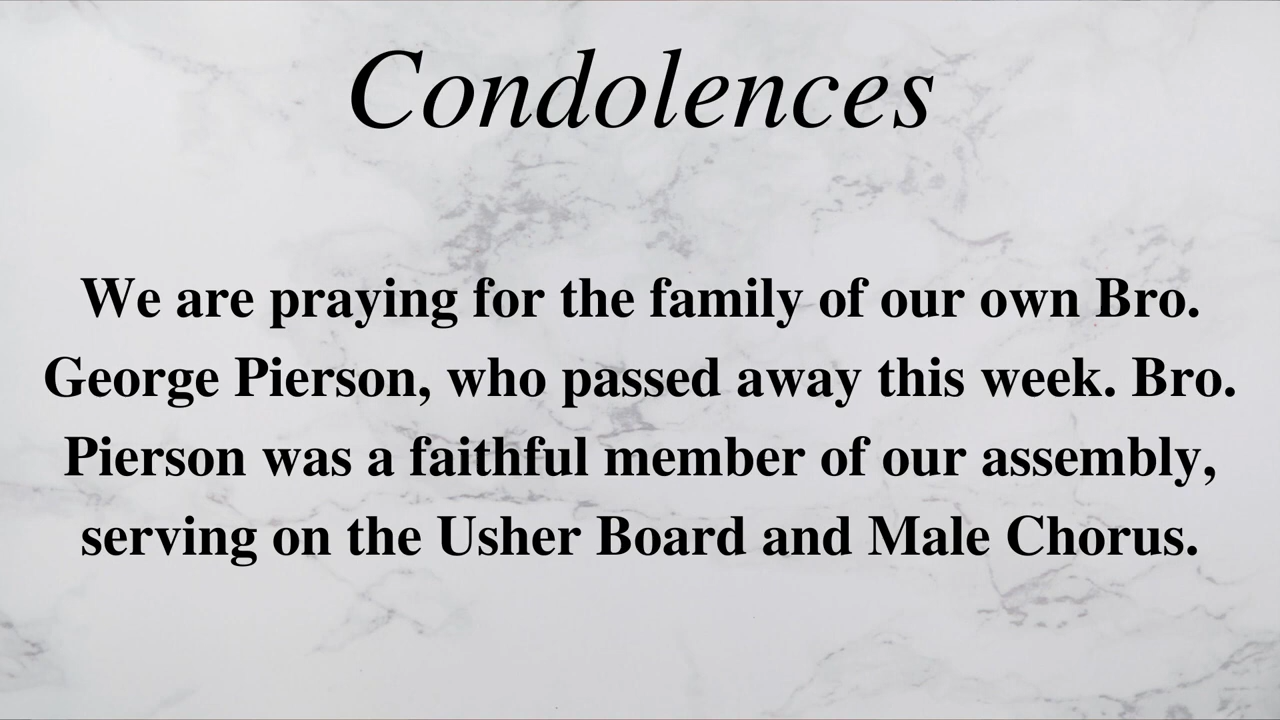 Condolences
We are praying for the family of our own Bro.
George Pierson, who passed away this week. Bro.
Pierson was a faithful member of our assembly,
serving on the Usher Board and Male Chorus.